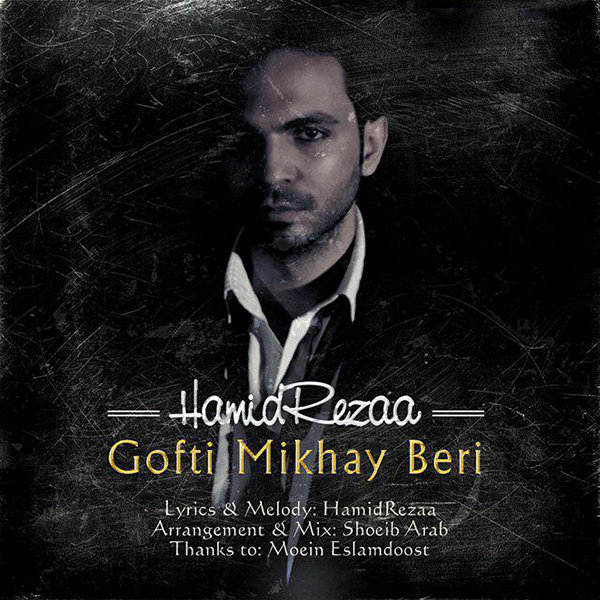 HamidRezaa
Gofti Mikhay Beri
Lyrics & Melody: HamidRezaa
Arrangement & Mix: Shoeib Arab
Thanks to: Moein Eslamdoost